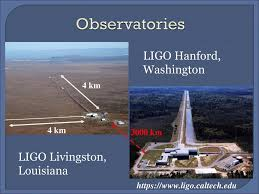 Observatories
LIGO Hanford,
Washington
4 km
4 km
3000 km
LIGO Livingston,
Louisiana
https://www.ligo.caltech.edu